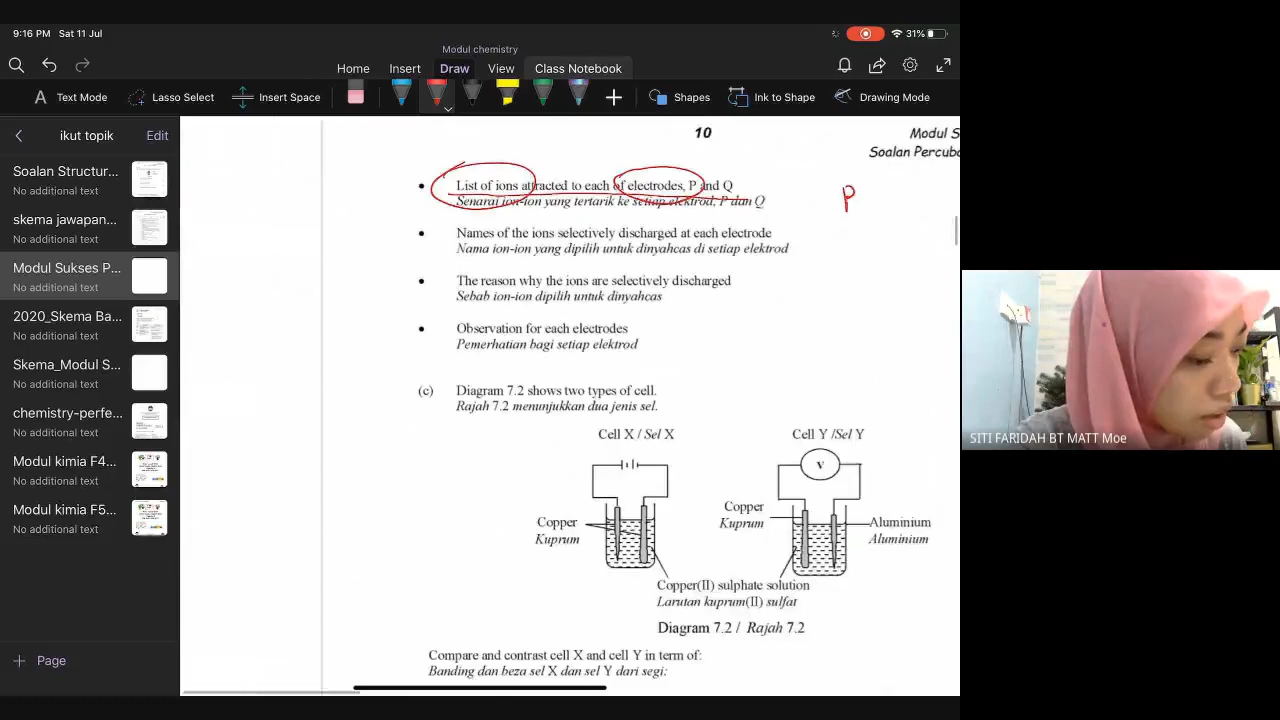 9:16 PM Sat 11 Jul
31%
Modul chemistry
Home Insert Draw View Class Notebook
Text Mode Lasso Select Insert Space Shapes Ink to Shape Drawing Mode
ikut topik Edit
Soalan Structur...
No additional text
skema jawapan...
No additional text
Modul Sukses P...
No additional text
2020_Skema Ba...
No additional text
Skema_Modul S...
No additional text
chemistry-perfe...
No additional text
Modul kimia F4...
No additional text
Modul kimia F5...
No additional text
Page
10
Modul S
Soalan Percuba
List of ions attracted to each of electrodes, P and Q
Senarai ion-ion yang tertarik ke setiap elektrod, P dan Q
P
Names of the ions selectively discharged at each electrode
Nama ion-ion yang dipilih untuk dinyahcas di setiap elektrod
The reason why the ions are selectively discharged
Sebab ion-ion dipilih untuk dinyahcas
Observation for each electrodes
Pemerhatian bagi setiap elektrod
(c) Diagram 7.2 shows two types of cell.
Rajah 7.2 menunjukkan dua jenis sel.
Cell X / Sel X
Cell Y /Sel Y
V
Copper
Kuprum
Copper
Kuprum
Aluminium
Aluminium
Copper(II) sulphate solution
Larutan kuprum(II) sulfat
Diagram 7.2 / Rajah 7.2
Compare and contrast cell X and cell Y in term of:
Banding dan beza sel X dan sel Y dari segi:
SITI FARIDAH BT MATT Moe